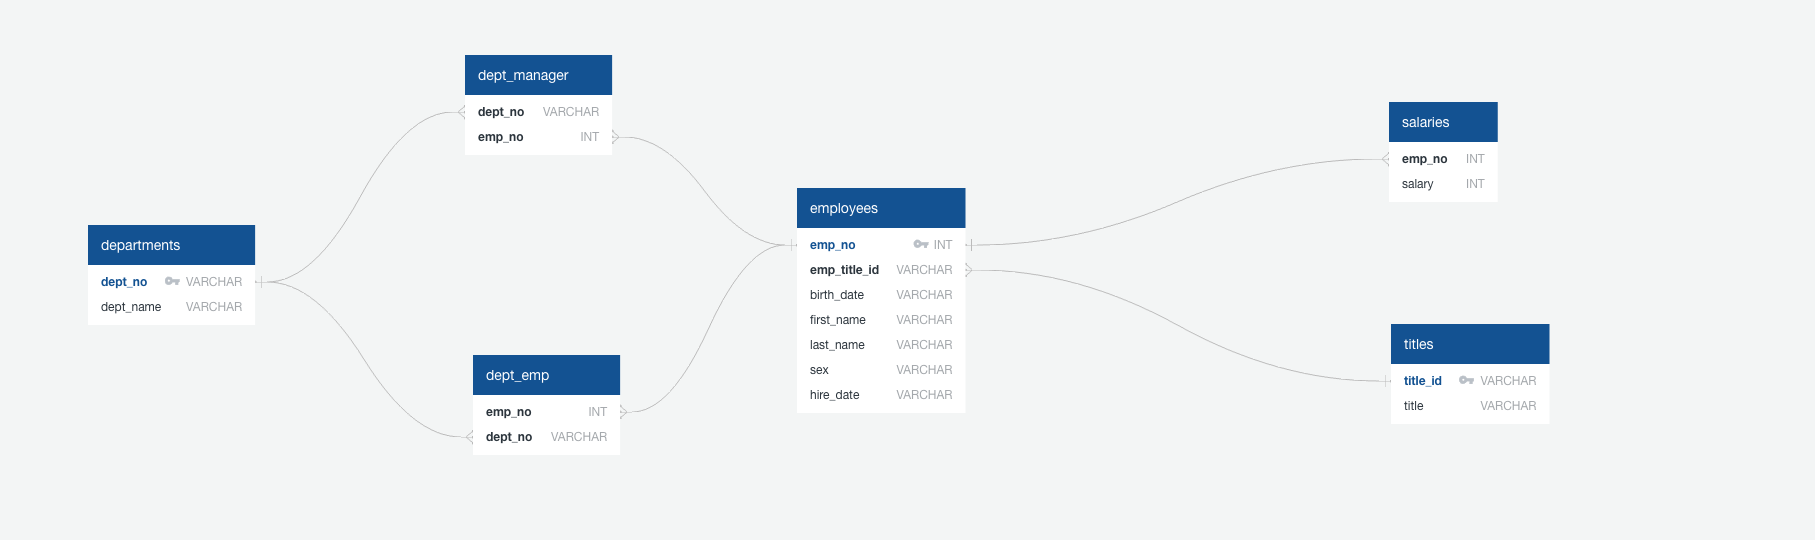 dept_manager
dept_no VARCHAR
emp_no INT
departments
dept_no VARCHAR
dept_name VARCHAR
dept_emp
emp_no INT
dept_no VARCHAR
employees
emp_no INT
emp_title_id VARCHAR
birth_date VARCHAR
first_name VARCHAR
last_name VARCHAR
sex VARCHAR
hire_date VARCHAR
salaries
emp_no INT
salary INT
titles
title_id VARCHAR
title VARCHAR